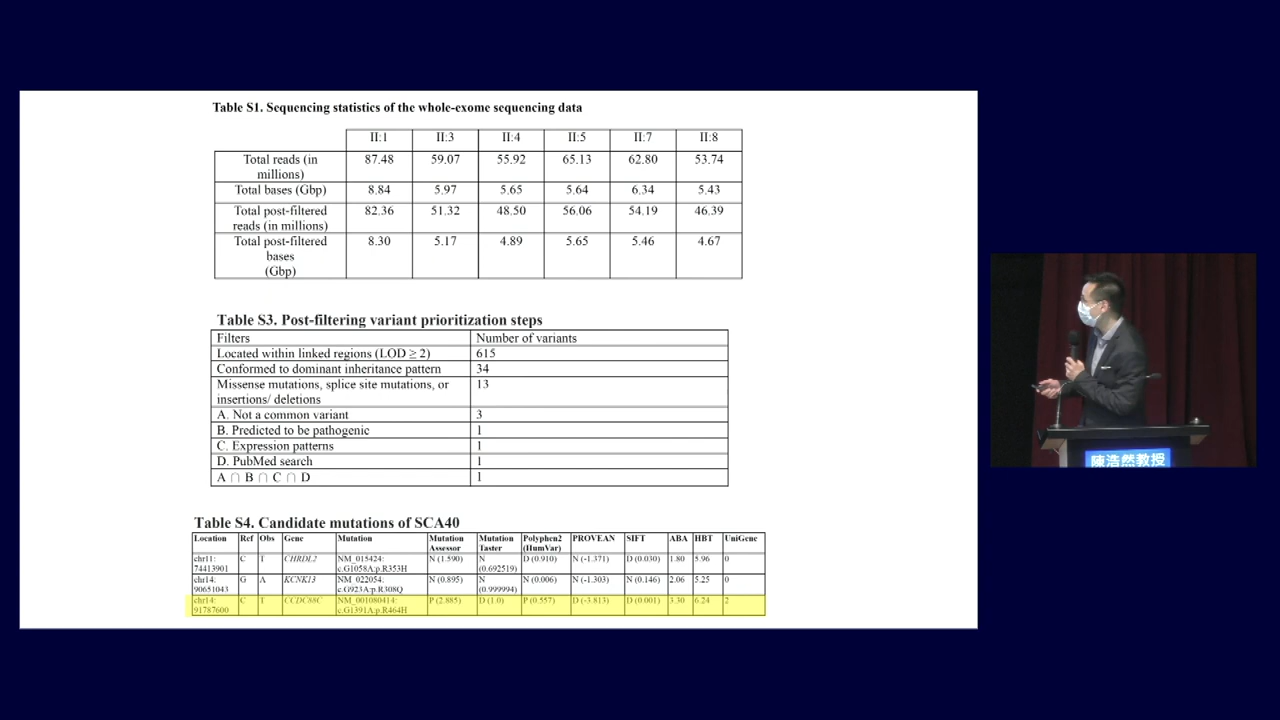 Table S1. Sequencing statistics of the whole-exome sequencing data
II:1 II:3 II:4 II:5 II:7 II:8
Total reads (in millions) 87.48 59.07 55.92 65.13 62.80 53.74
Total bases (Gbp) 8.84 5.97 5.65 5.64 6.34 5.43
Total post-filtered reads (in millions) 82.36 51.32 48.50 56.06 54.19 46.39
Total post-filtered bases (Gbp) 8.30 5.17 4.89 5.65 5.46 4.67
Table S3. Post-filtering variant prioritization steps
Filters Number of variants
Located within linked regions (LOD ≥ 2) 615
Conformed to dominant inheritance pattern 34
Missense mutations, splice site mutations, or insertions/ deletions 13
A. Not a common variant 3
B. Predicted to be pathogenic 1
C. Expression patterns 1
D. PubMed search 1
A ∩ B ∩ C ∩ D 1
Table S4. Candidate mutations of SCA40
Location Ref Obs Gene Mutation Mutation Assessor Mutation Taster Polyphen2 (HumVar) PROVEAN SIFT ABA HBT UniGene
chr11: 74413901 C T CHRDL2 NM_015424: c.G1058A:p.R353H N (1.590) N (0.692519) D (0.910) N (-1.371) D (0.030) 1.80 5.96 0
chr14: 90651043 G A KCNK13 NM_022054: c.G923A:p.R308Q N (0.895) N (0.999994) N (0.006) N (-1.303) N (0.146) 2.06 5.25 0
chr14: 91787600 C T CCDC88C NM_001080414: c.G1391A:p.R464H P (2.885) D (1.0) P (0.557) D (-3.813) D (0.001) 3.30 6.24 2
陳浩然教授